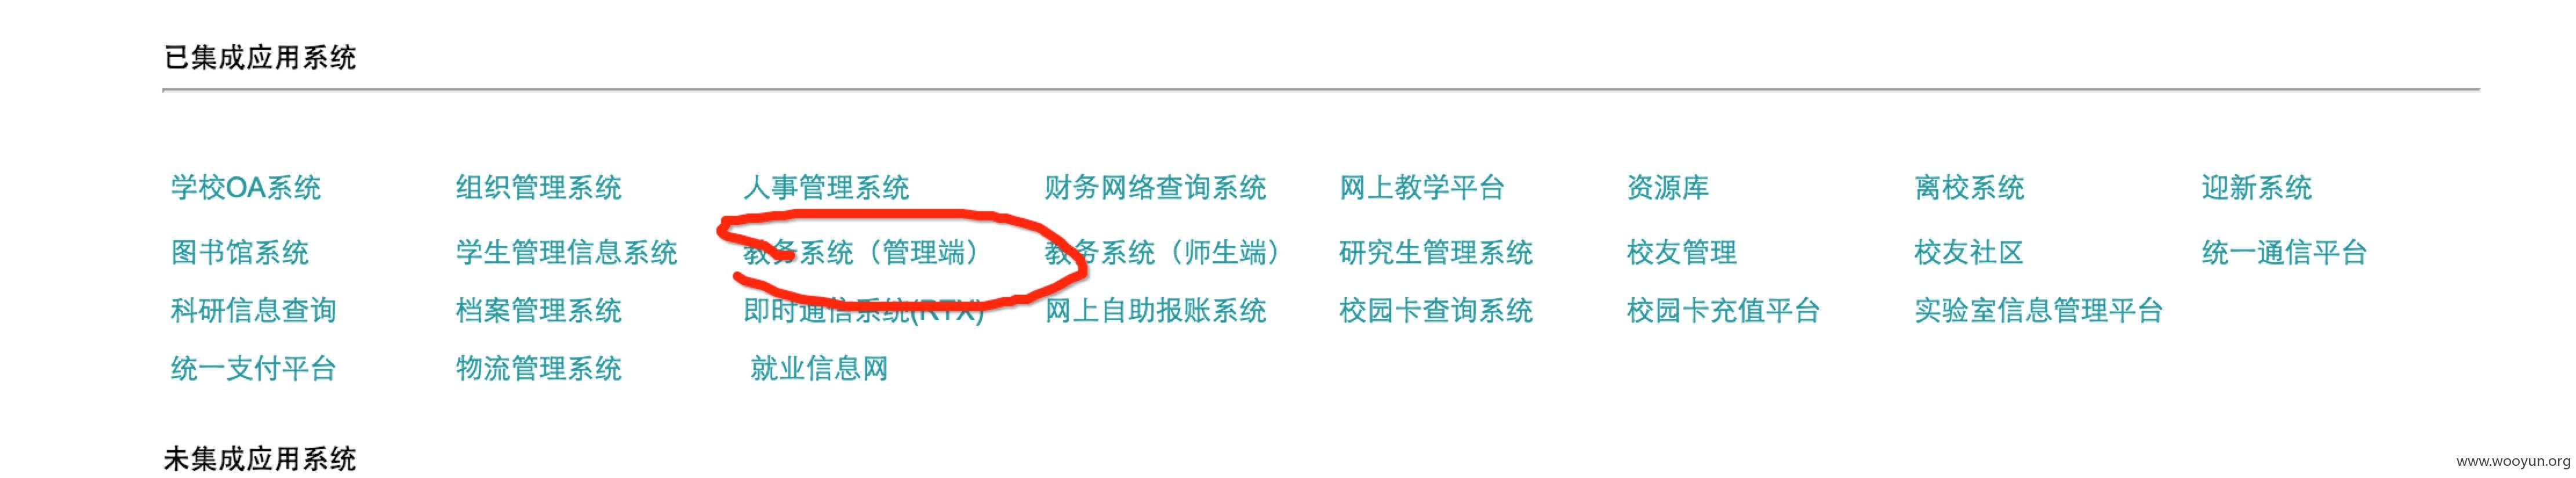 已集成应用系统
学校OA系统 组织管理系统 人事管理系统 财务网络查询系统 网上教学平台 资源库 离校系统 迎新系统
图书馆系统 学生管理信息系统 教务系统（管理端） 教务系统（师生端） 研究生管理系统 校友管理 校友社区 统一通信平台
科研信息查询 档案管理系统 即时通信系统(RTX) 网上自助报账系统 校园卡查询系统 校园卡充值平台 实验室信息管理平台
统一支付平台 物流管理系统 就业信息网
未集成应用系统
www.wooyun.org